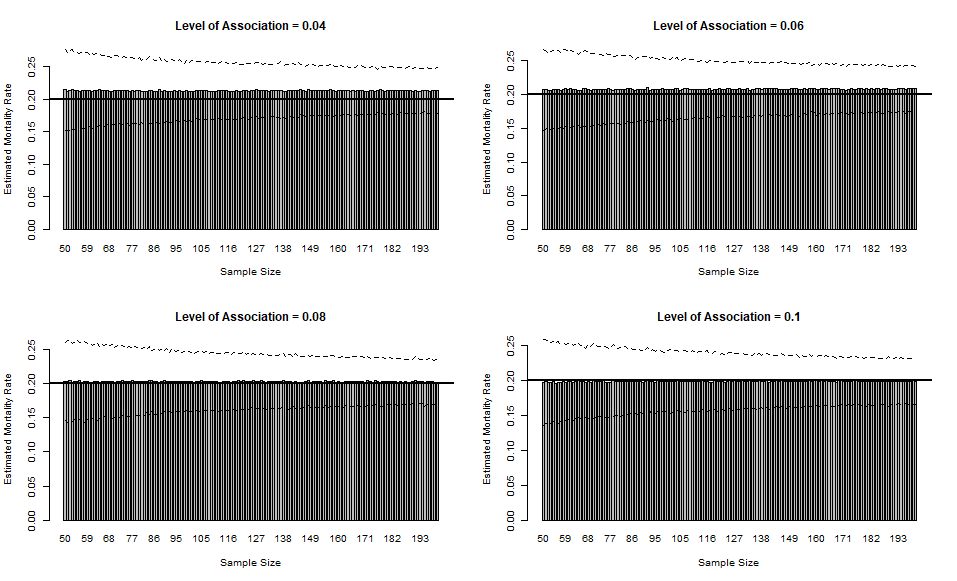 Level of Association = 0.04
Estimated Mortality Rate
0.00 0.05 0.10 0.15 0.20 0.25
50 59 68 77 86 95 105 116 127 138 149 160 171 182 193
Sample Size
Level of Association = 0.06
Estimated Mortality Rate
0.00 0.05 0.10 0.15 0.20 0.25
50 59 68 77 86 95 105 116 127 138 149 160 171 182 193
Sample Size
Level of Association = 0.08
Estimated Mortality Rate
0.00 0.05 0.10 0.15 0.20 0.25
50 59 68 77 86 95 105 116 127 138 149 160 171 182 193
Sample Size
Level of Association = 0.1
Estimated Mortality Rate
0.00 0.05 0.10 0.15 0.20 0.25
50 59 68 77 86 95 105 116 127 138 149 160 171 182 193
Sample Size